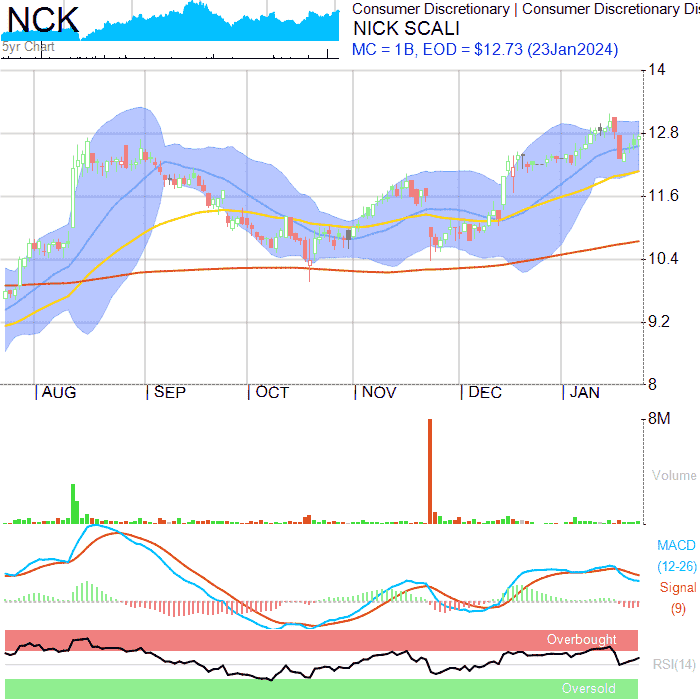 NCK
5yr Chart
Consumer Discretionary | Consumer Discretionary Dis
NICK SCALI
MC = 1B, EOD = $12.73 (23Jan2024)
14
12.8
11.6
10.4
9.2
8
AUG SEP OCT NOV DEC JAN
8M
Volume
MACD
(12-26)
Signal
(9)
Overbought
RSI(14)
Oversold